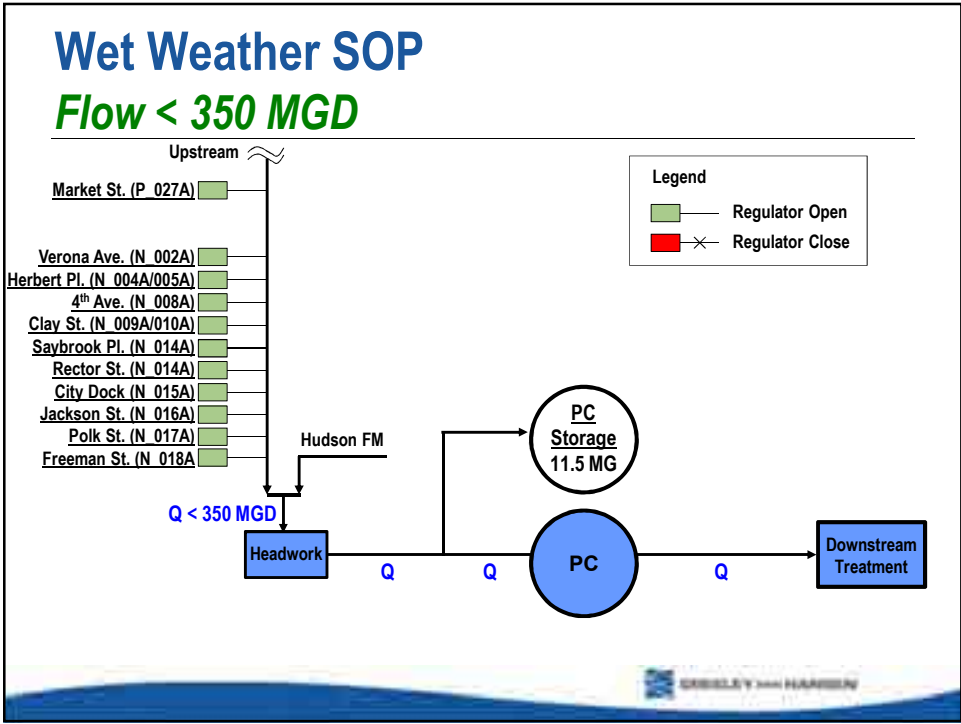 Wet Weather SOP
Flow < 350 MGD
Upstream
Market St. (P_027A)
Verona Ave. (N_002A)
Herbert Pl. (N_004A/005A)
4th Ave. (N_008A)
Clay St. (N_009A/010A)
Saybrook Pl. (N_014A)
Rector St. (N_014A)
City Dock (N_015A)
Jackson St. (N_016A)
Polk St. (N_017A)
Freeman St. (N_018A
Legend
Regulator Open
Regulator Close
Hudson FM
Q < 350 MGD
Headwork
Q
Q
PC
Storage
11.5 MG
PC
Q
Downstream
Treatment
GREELEY AND HANSEN